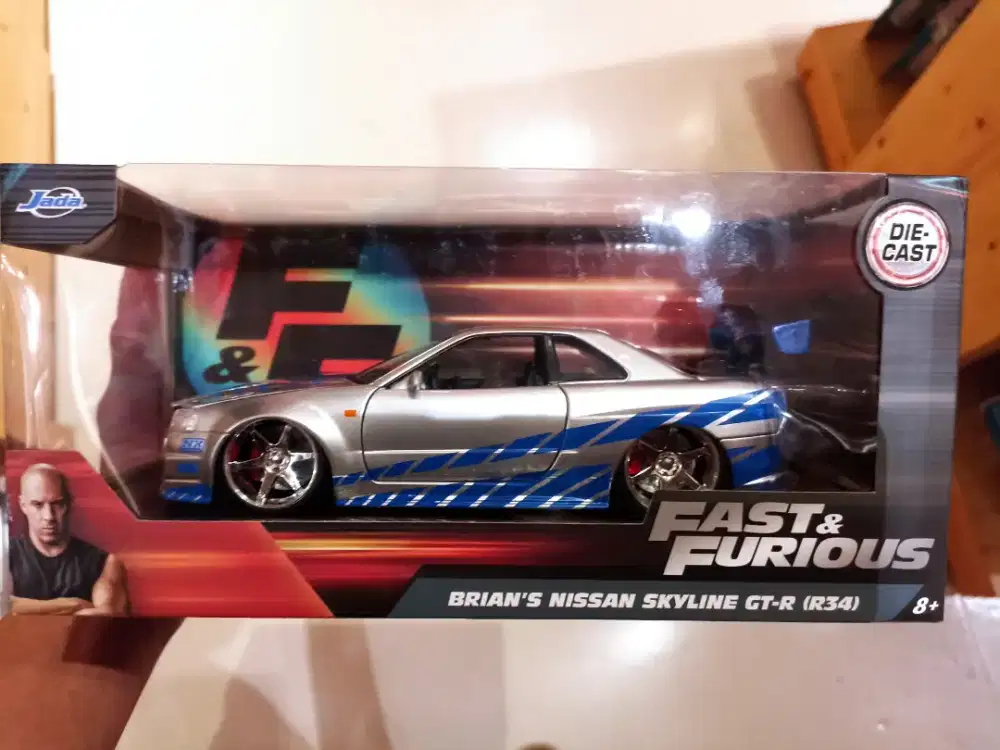 Jada
DIE-
CAST
F
& F
FAST &
FURIOUS
BRIAN'S NISSAN SKYLINE GT-R (R34)
8+